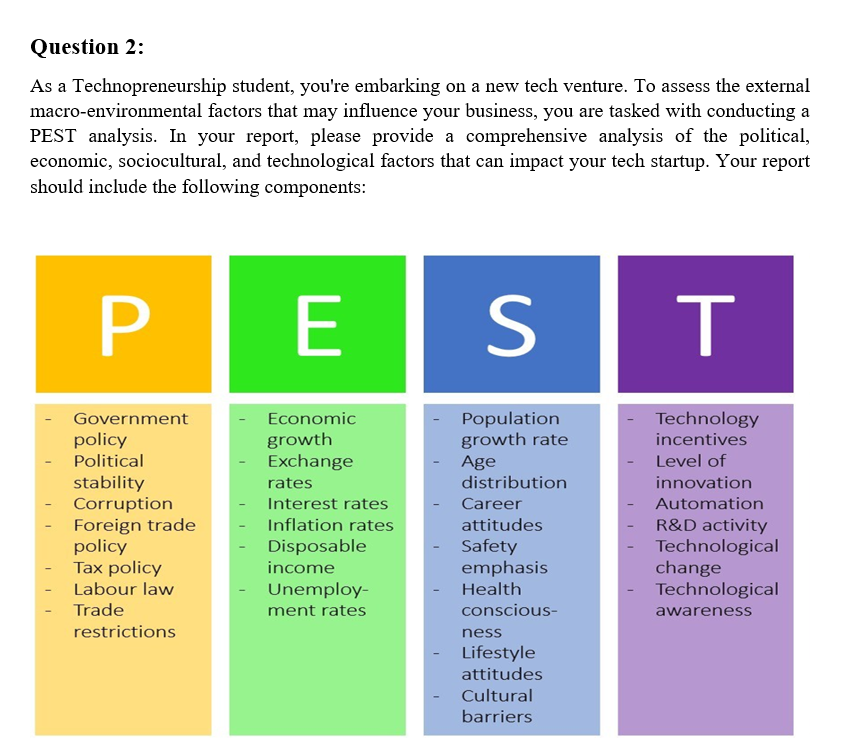 Question 2:
As a Technopreneurship student, you're embarking on a new tech venture. To assess the external
macro-environmental factors that may influence your business, you are tasked with conducting a
PEST analysis. In your report, please provide a comprehensive analysis of the political,
economic, sociocultural, and technological factors that can impact your tech startup. Your report
should include the following components:
P
- Government
policy
- Political
stability
- Corruption
- Foreign trade
policy
- Tax policy
- Labour law
- Trade
restrictions
E
- Economic
growth
- Exchange
rates
- Interest rates
- Inflation rates
- Disposable
income
- Unemploy-
ment rates
S
- Population
growth rate
- Age
distribution
- Career
attitudes
- Safety
emphasis
- Health
conscious-
ness
- Lifestyle
attitudes
- Cultural
barriers
T
- Technology
incentives
- Level of
innovation
- Automation
- R&D activity
- Technological
change
- Technological
awareness